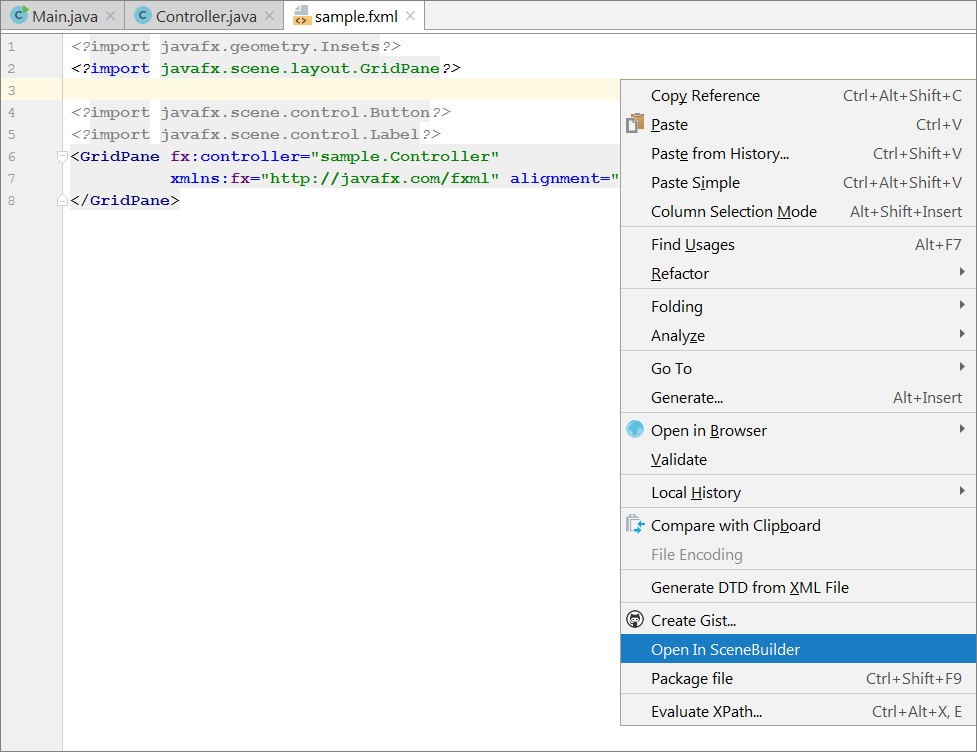 Main.java Controller.java sample.fxml
1 <?import javafx.geometry.Insets?>
2 <?import javafx.scene.layout.GridPane?>
3
4 <?import javafx.scene.control.Button?>
5 <?import javafx.scene.control.Label?>
6 <GridPane fx:controller="sample.Controller"
7 xmlns:fx="http://javafx.com/fxml" alignment="
8 </GridPane>
Copy Reference Ctrl+Alt+Shift+C
Paste Ctrl+V
Paste from History... Ctrl+Shift+V
Paste Simple Ctrl+Alt+Shift+V
Column Selection Mode Alt+Shift+Insert
Find Usages Alt+F7
Refactor
Folding
Analyze
Go To
Generate... Alt+Insert
Open in Browser
Validate
Local History
Compare with Clipboard
File Encoding
Generate DTD from XML File
Create Gist...
Open In SceneBuilder
Package file Ctrl+Shift+F9
Evaluate XPath... Ctrl+Alt+X, E